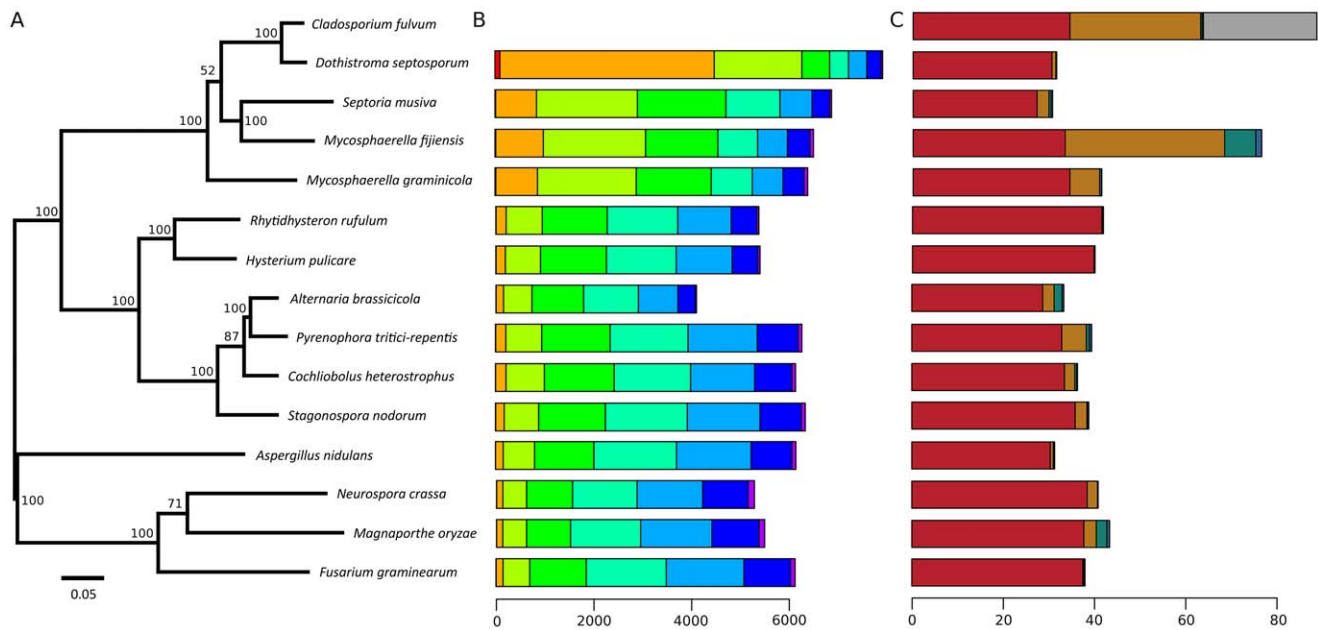 A
B
C
Cladosporium fulvum
100
Dothistroma septosporum
52
Septoria musiva
100
100
Mycosphaerella fijiensis
Mycosphaerella graminicola
100
Rhytidhysteron rufulum
100
Hysterium pulicare
100
Alternaria brassicicola
100
Pyrenophora tritici-repentis
87
Cochliobolus heterostrophus
100
Stagonospora nodorum
Aspergillus nidulans
100
Neurospora crassa
71
Magnaporthe oryzae
100
Fusarium graminearum
0.05
0 2000 4000 6000
0 20 40 60 80